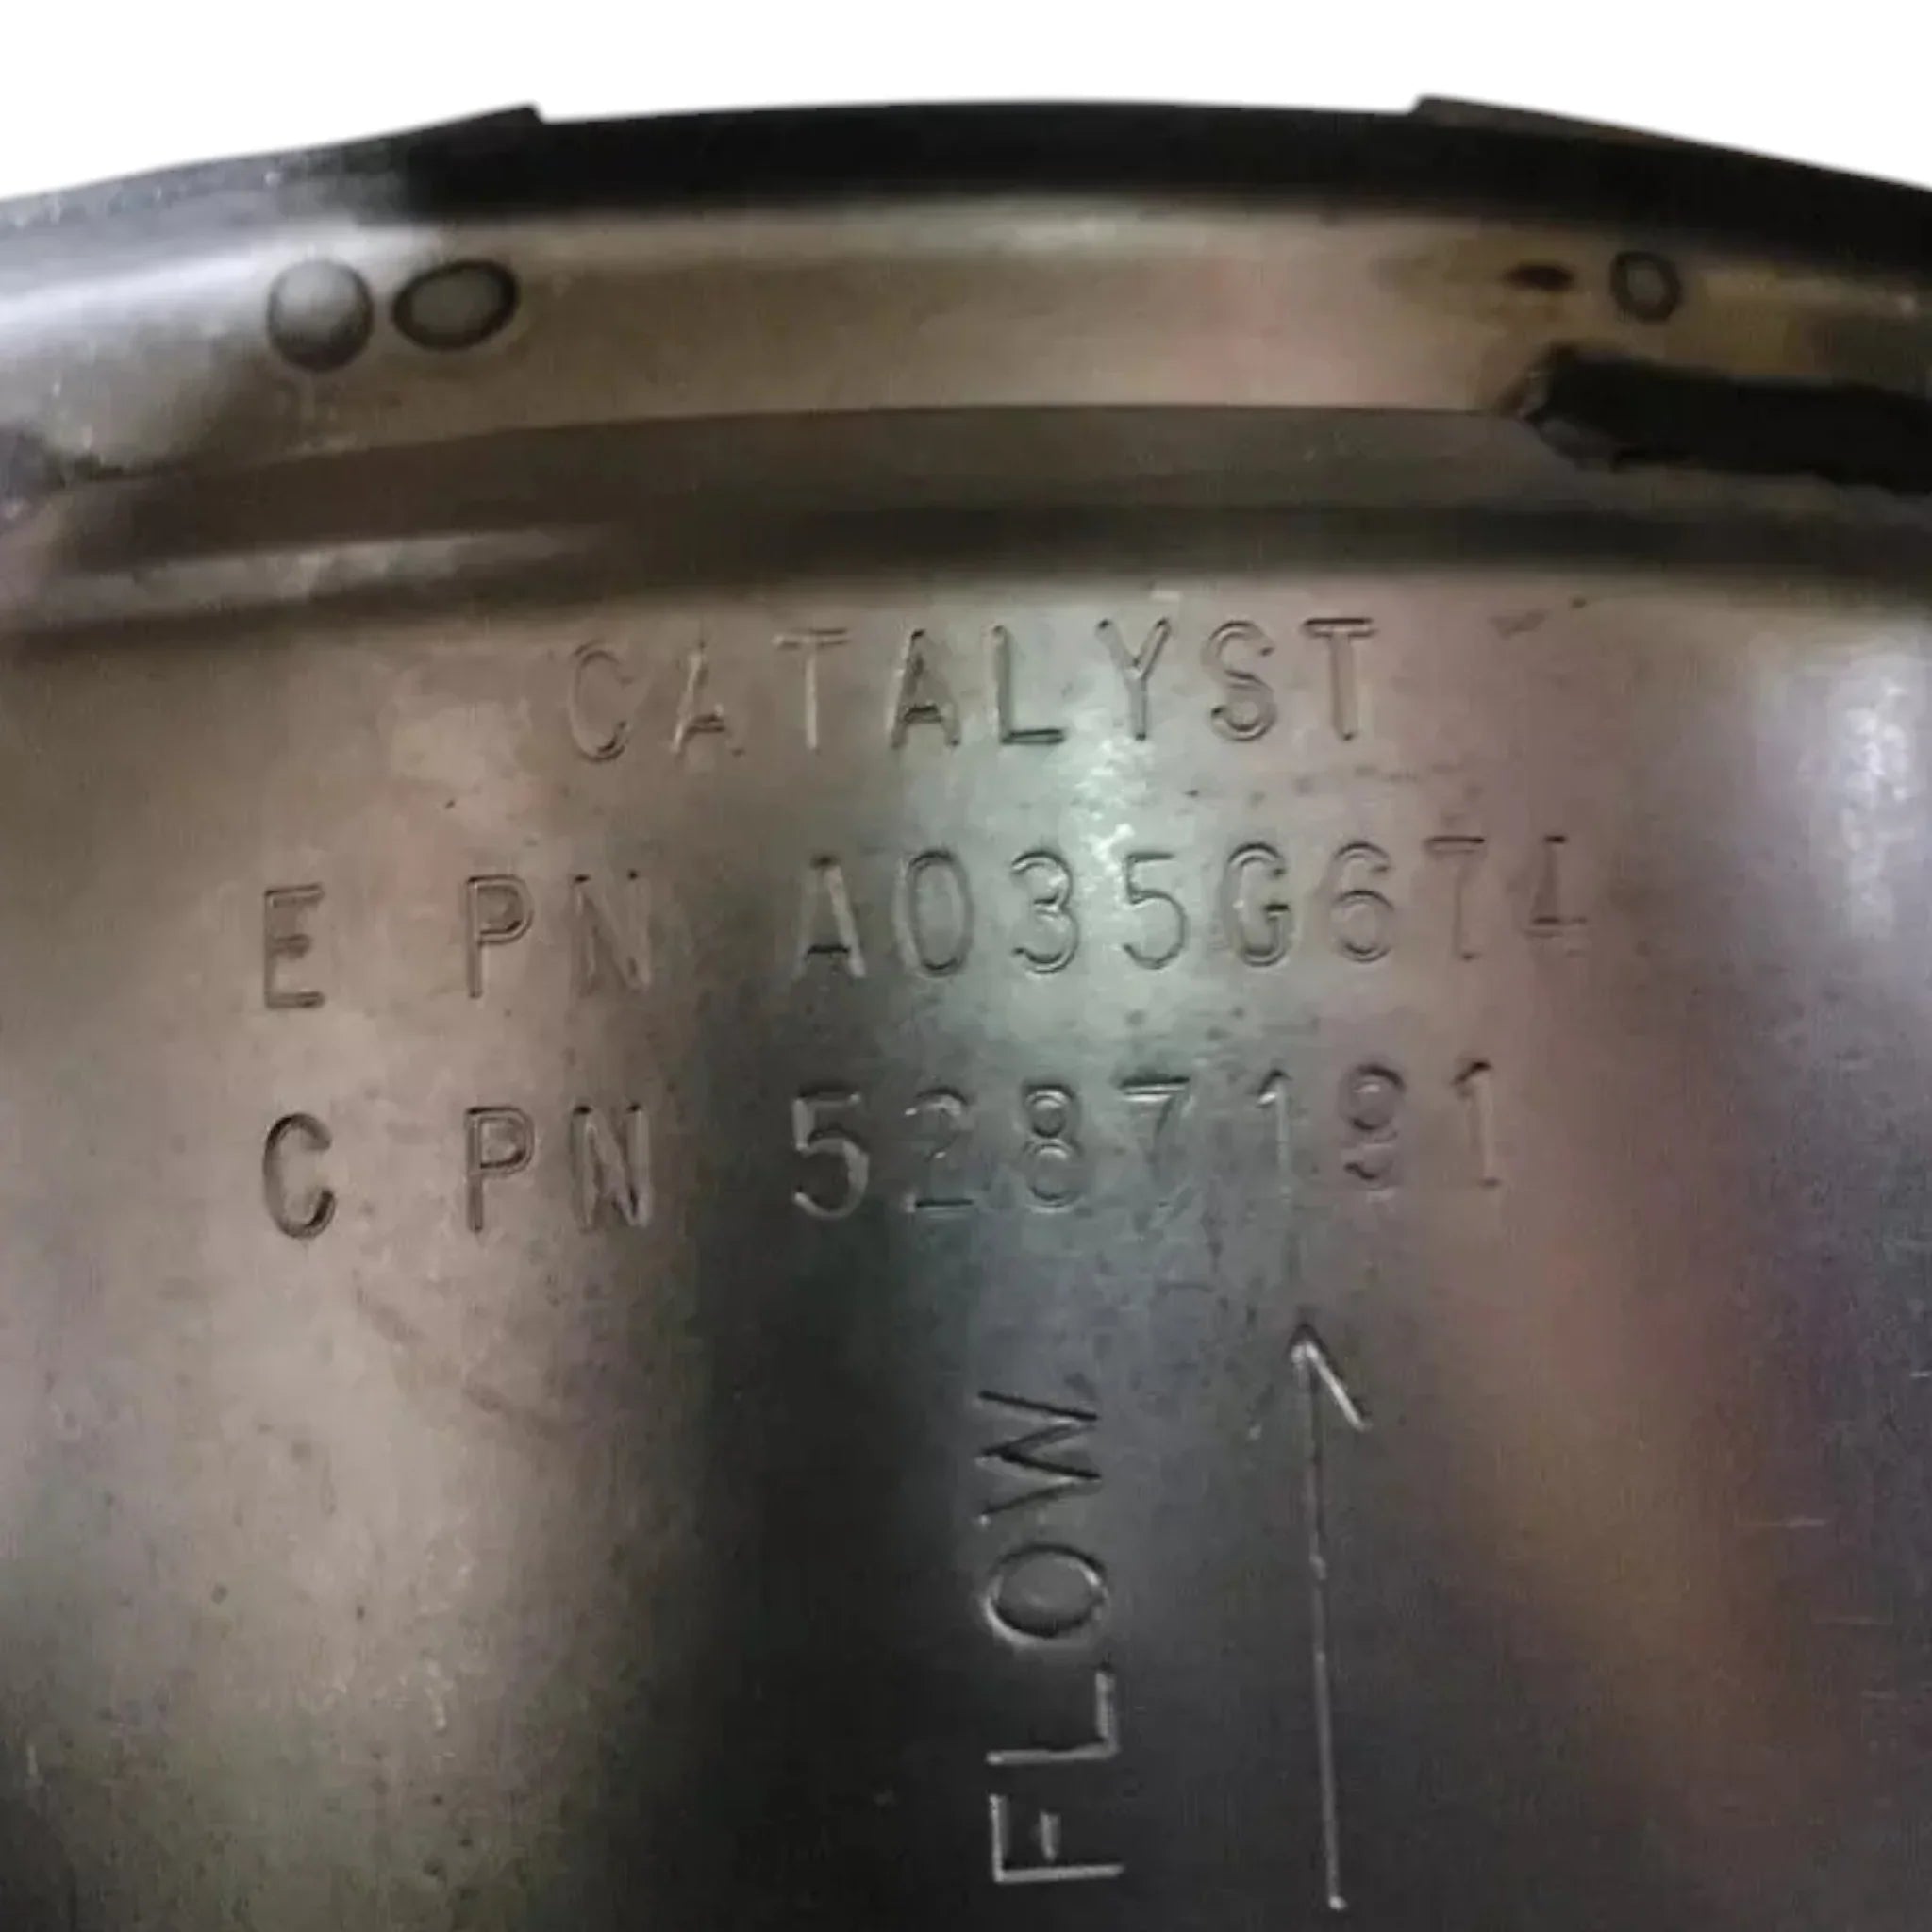 CATALYST
E PN A035G674
C PN 5287191
FLOW